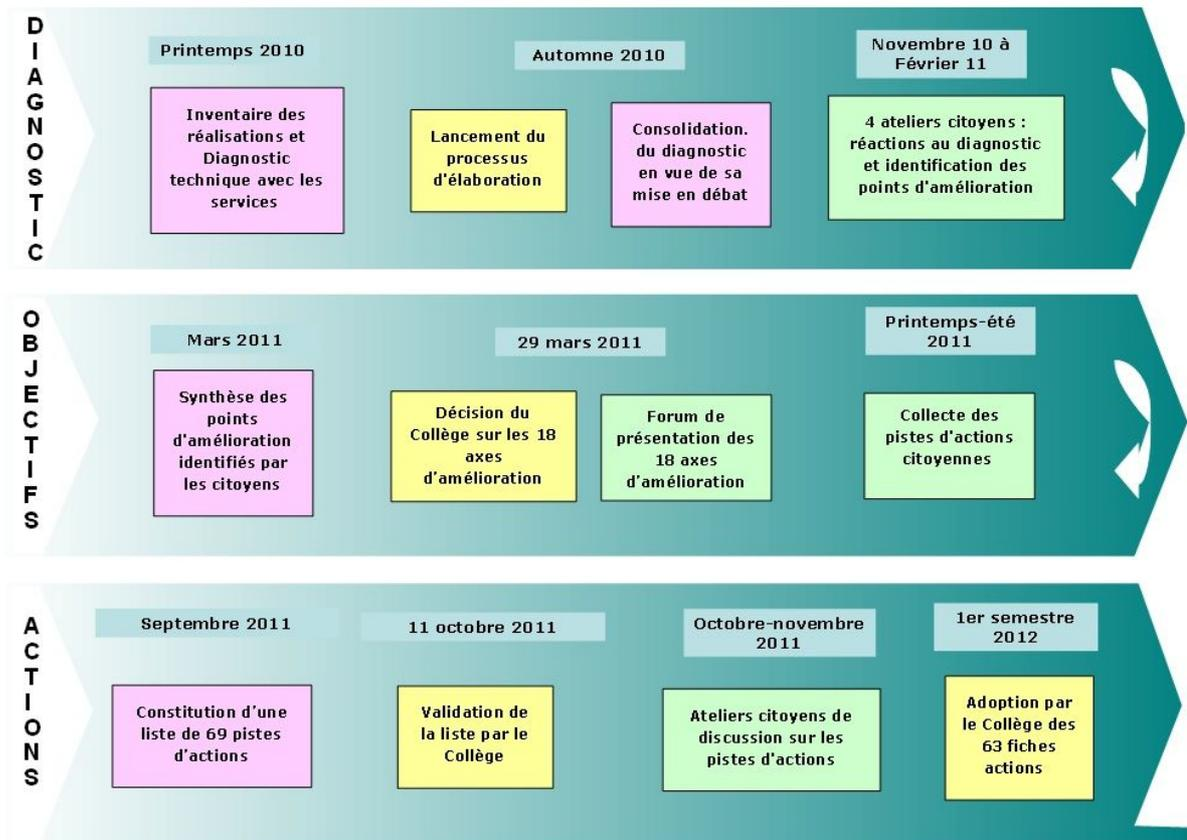 DIAGNOSTIC
Printemps 2010
Inventaire des
réalisations et
Diagnostic
technique avec les
services
Automne 2010
Lancement du
processus
d'élaboration
Consolidation.
du diagnostic
en vue de sa
mise en débat
Novembre 10 à
Février 11
4 ateliers citoyens :
réactions au diagnostic
et identification des
points d'amélioration
OBJECTIFS
Mars 2011
Synthèse des
points
d'amélioration
identifiés par
les citoyens
29 mars 2011
Décision du
Collège sur les 18
axes
d’amélioration
Forum de
présentation des
18 axes
d’amélioration
Printemps-été
2011
Collecte des
pistes d'actions
citoyennes
ACTIONS
Septembre 2011
Constitution d’une
liste de 69 pistes
d’actions
11 octobre 2011
Validation de
la liste par le
Collège
Octobre-novembre
2011
Ateliers citoyens de
discussion sur les
pistes d'actions
1er semestre
2012
Adoption par
le Collège des
63 fiches
actions